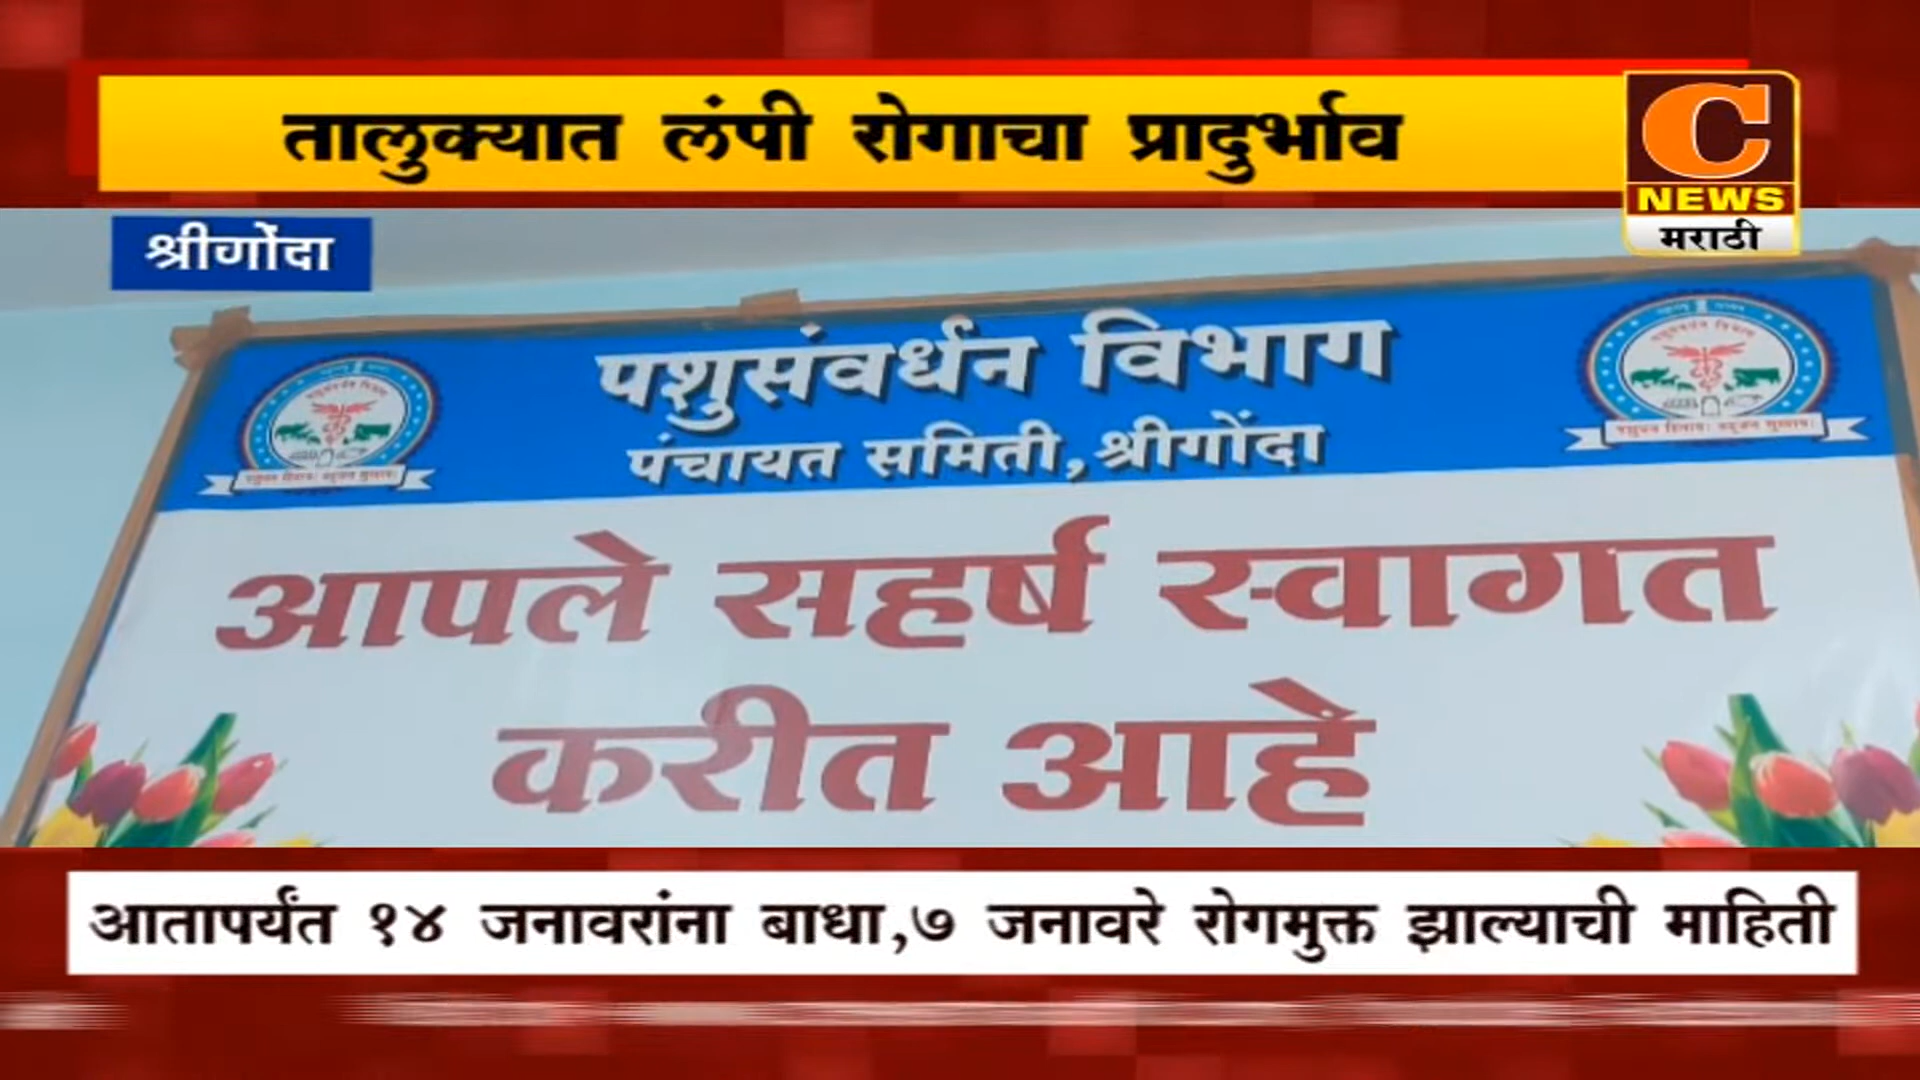 तालुक्यात लंपी रोगाचा प्रादुर्भाव
C
NEWS
मराठी
श्रीगोंदा
पशुसंवर्धन विभाग
पंचायत समिती,श्रीगोंदा
आपले सहर्ष स्वागत
करीत आहे
आतापर्यंत १४ जनावरांना बाधा,७ जनावरे रोगमुक्त झाल्याची माहिती